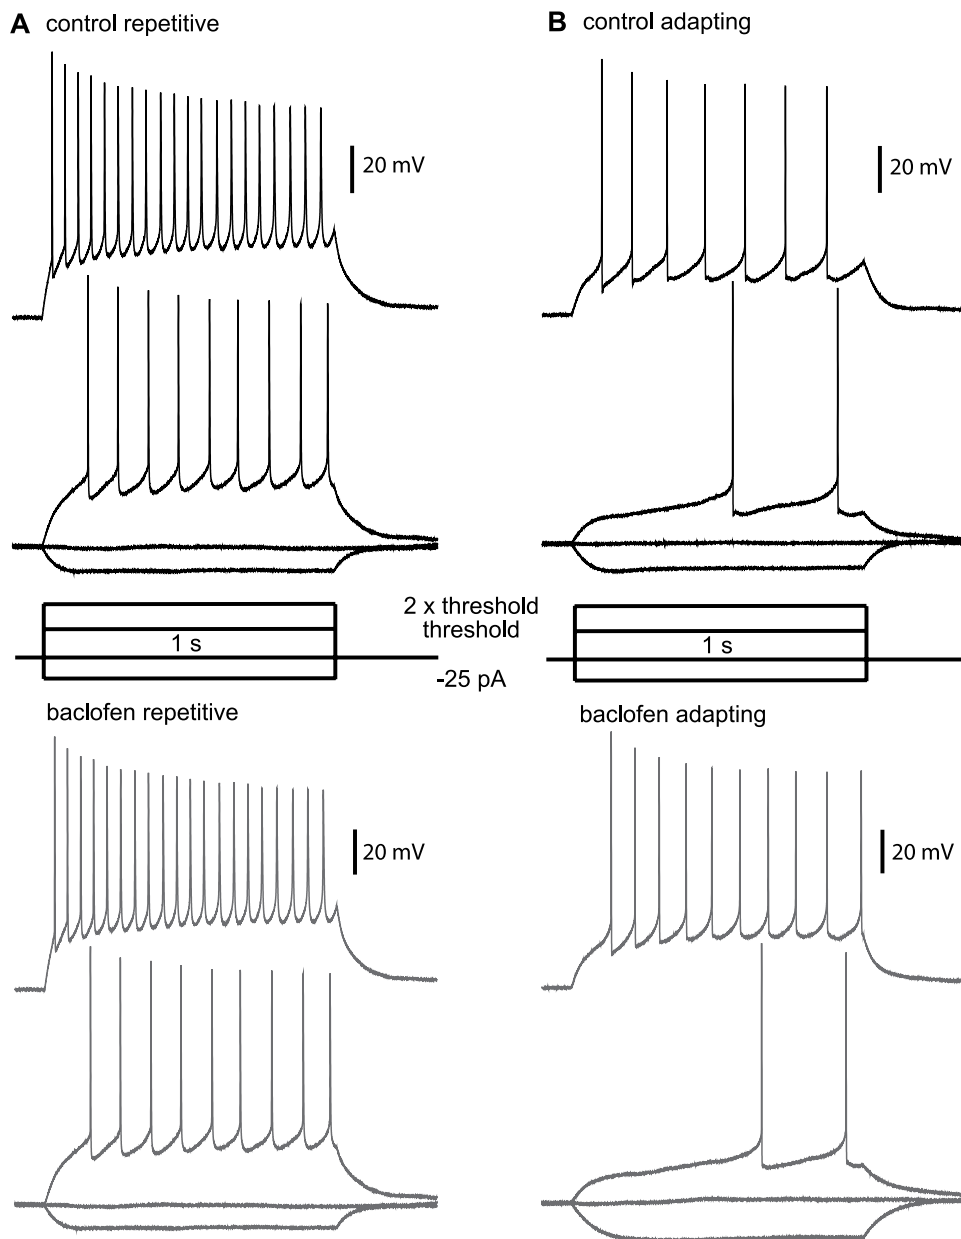 A control repetitive
B control adapting
20 mV
20 mV
2 x threshold
threshold
1 s
1 s
-25 pA
baclofen repetitive
baclofen adapting
20 mV
20 mV